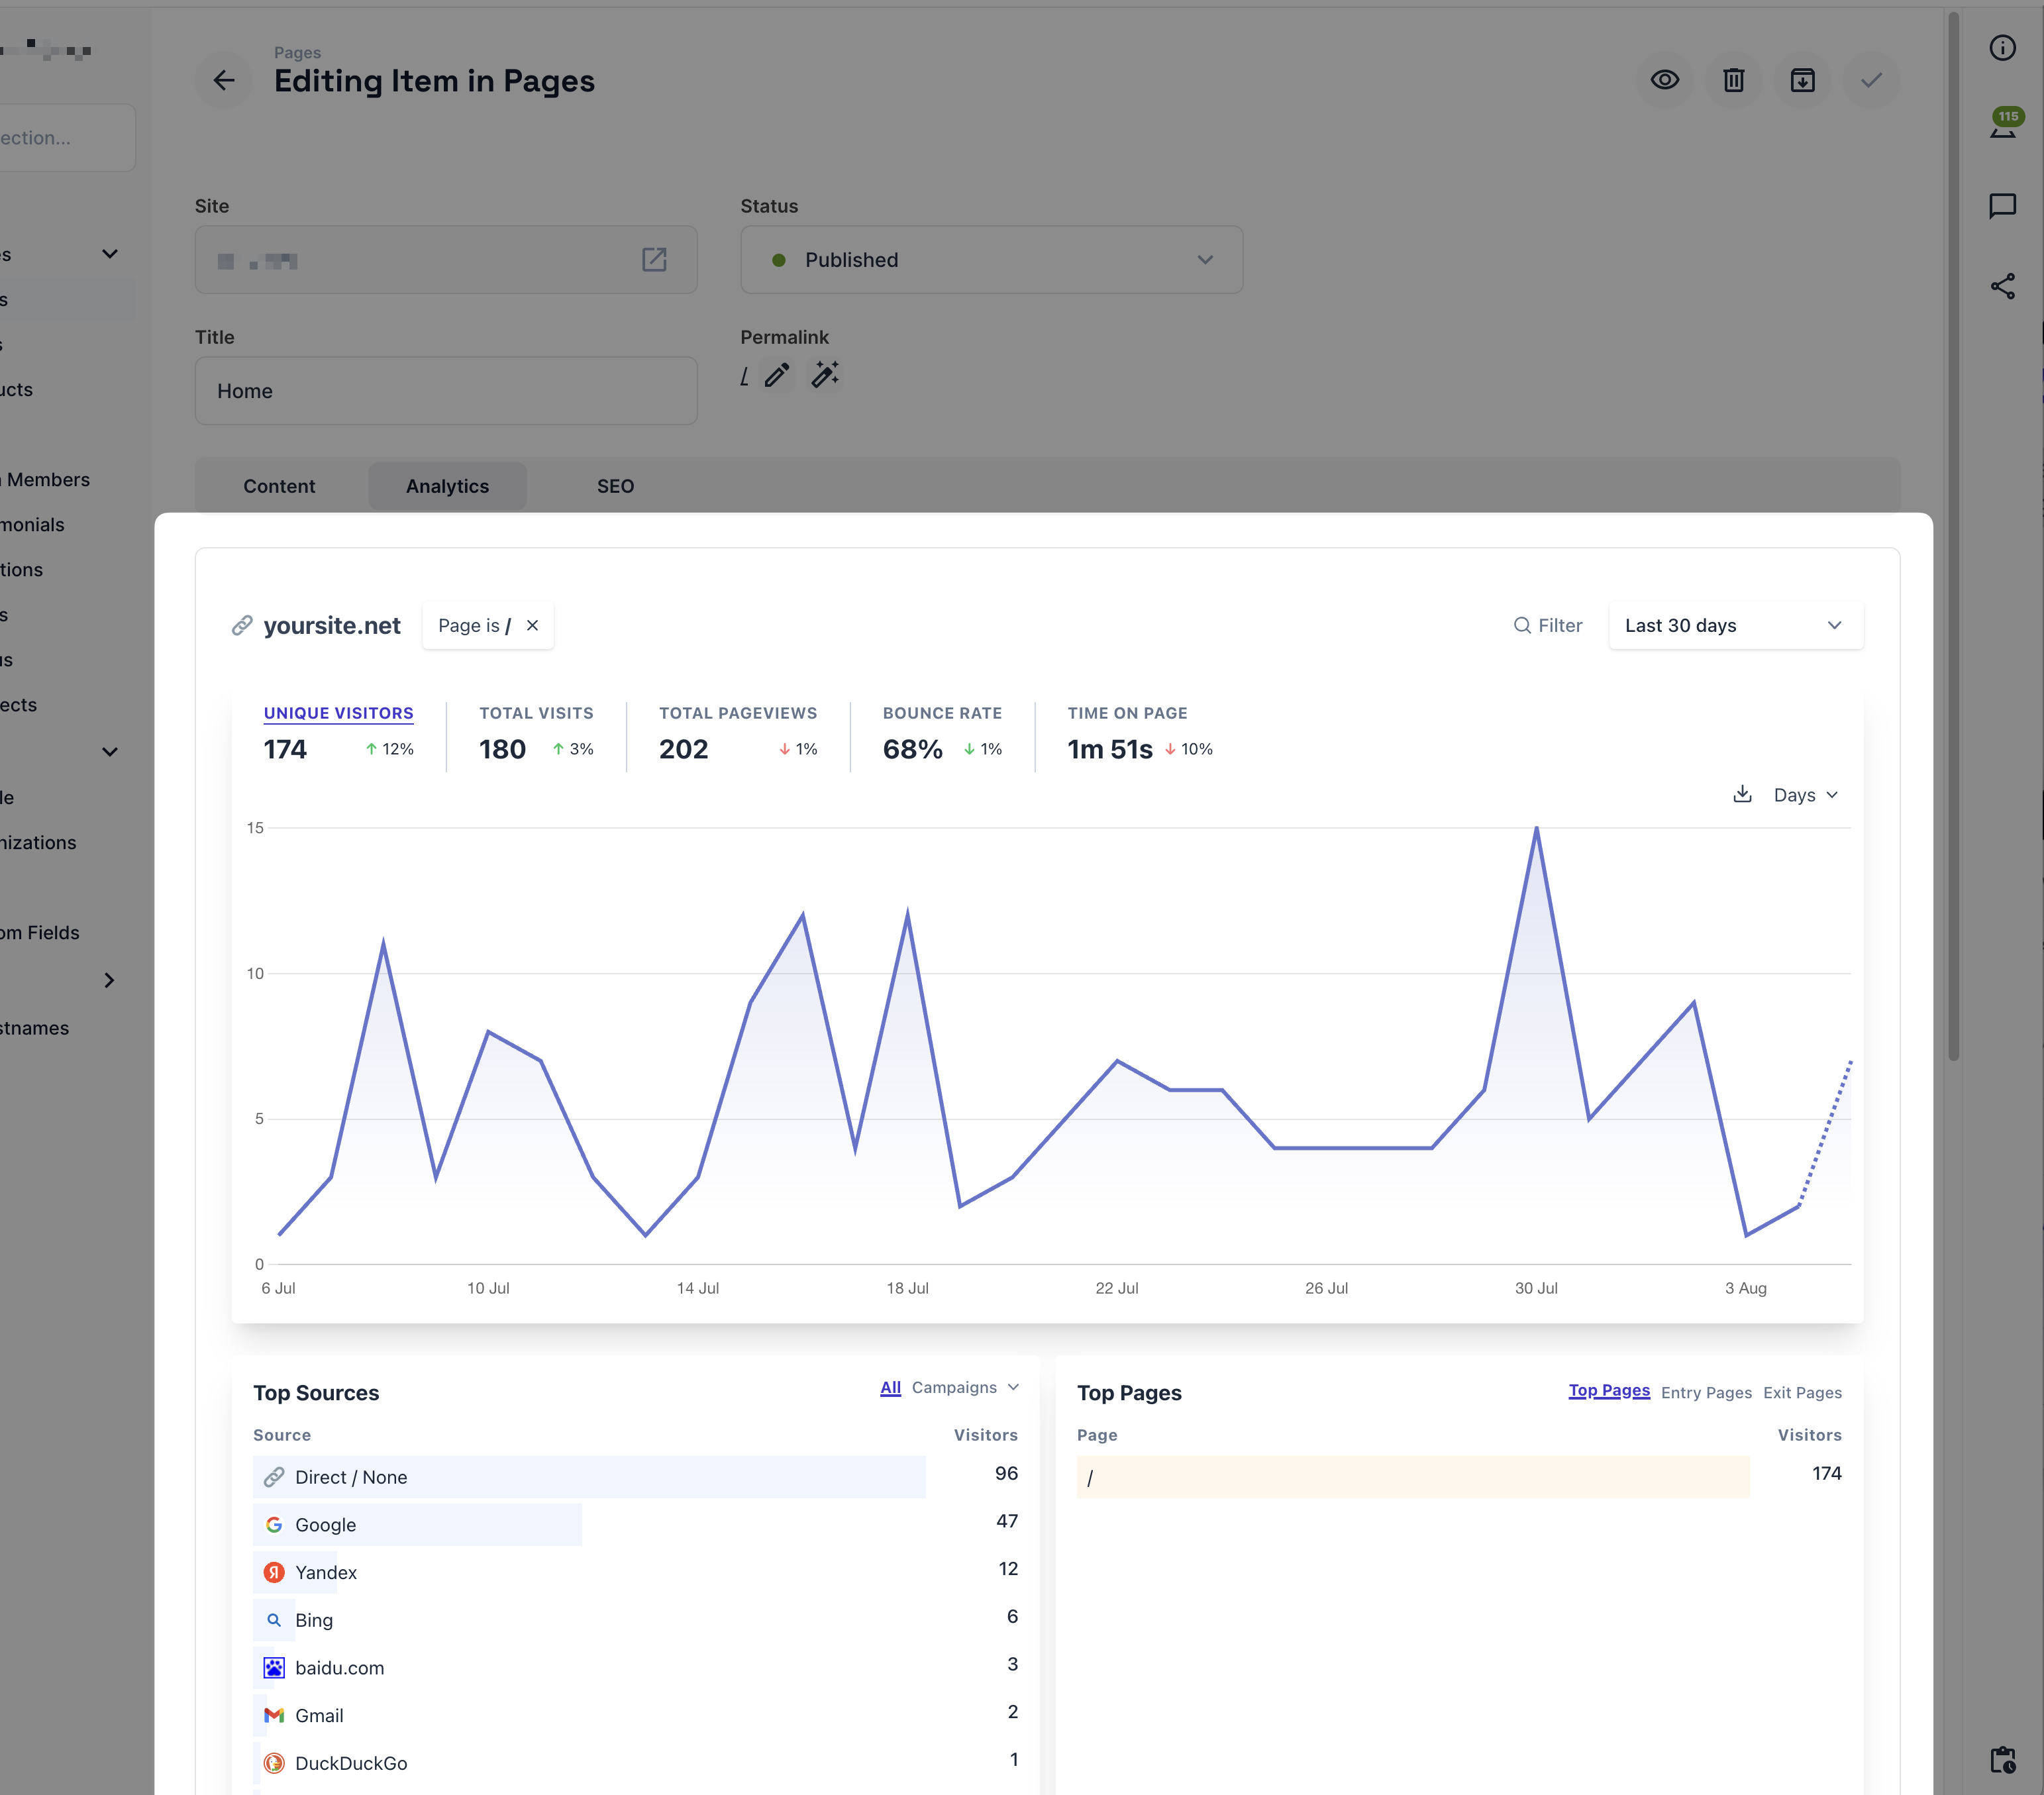 Pages
Editing Item in Pages
115
ection...
Site
Status
Published
Title
Permalink
Home
/
Content
Analytics
SEO
s
s
s
ucts
Members
monials
tions
s
us
ects
le
nizations
om Fields
stnames
yoursite.net
Page is /
Filter
Last 30 days
UNIQUE VISITORS
174
12%
TOTAL VISITS
180
3%
TOTAL PAGEVIEWS
202
1%
BOUNCE RATE
68%
1%
TIME ON PAGE
1m 51s
10%
Days
15
10
5
0
6 Jul
10 Jul
14 Jul
18 Jul
22 Jul
26 Jul
30 Jul
3 Aug
Top Sources
All
Campaigns
Source
Visitors
Direct / None
96
Google
47
Yandex
12
Bing
6
baidu.com
3
Gmail
2
DuckDuckGo
1
Top Pages
Top Pages
Entry Pages
Exit Pages
Page
Visitors
/
174